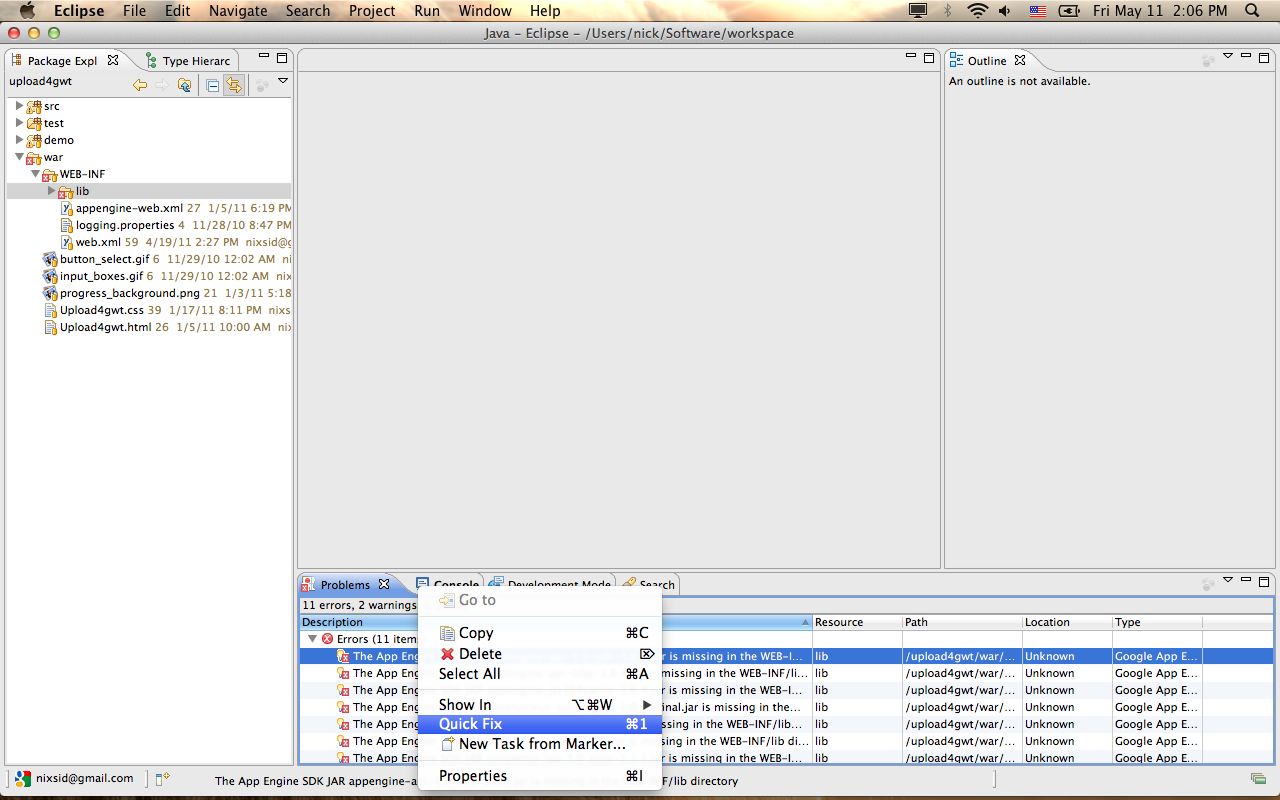 Eclipse File Edit Navigate Search Project Run Window Help Fri May 11 2:06 PM
Java – Eclipse – /Users/nick/Software/workspace
Package Expl Type Hierarc
upload4gwt
src
test
demo
war
WEB-INF
lib
appengine-web.xml 27 1/5/11 6:19 PM
logging.properties 4 11/28/10 8:47 PM
web.xml 59 4/19/11 2:27 PM nixsid@g
button_select.gif 6 11/29/10 12:02 AM nix
input_boxes.gif 6 11/29/10 12:02 AM nix
progress_background.png 21 1/3/11 5:18
Upload4gwt.css 39 1/17/11 8:11 PM nixs
Upload4gwt.html 26 1/5/11 10:00 AM nix
Outline
An outline is not available.
Problems Console Development Mode Search
11 errors, 2 warnings
Description Resource Path Location Type
Errors (11 item
The App Eng r is missing in the WEB-I... lib /upload4gwt/war/... Unknown Google App E...
The App Eng missing in the WEB-INF/li... lib /upload4gwt/war/... Unknown Google App E...
The App Eng r is missing in the WEB-I... lib /upload4gwt/war/... Unknown Google App E...
The App Eng nal.jar is missing in the... lib /upload4gwt/war/... Unknown Google App E...
The App Eng issing in the WEB-INF/lib... lib /upload4gwt/war/... Unknown Google App E...
The App Eng ssing in the WEB-INF/lib di... lib /upload4gwt/war/... Unknown Google App E...
The App Eng is missing in the WEB-I... lib /upload4gwt/war/... Unknown Google App E...
Go to
Copy ⌘C
Delete ⌦
Select All ⌘A
Show In ⌥⌘W
Quick Fix ⌘1
New Task from Marker...
Properties ⌘I
nixsid@gmail.com
The App Engine SDK JAR appengine-a F/lib directory